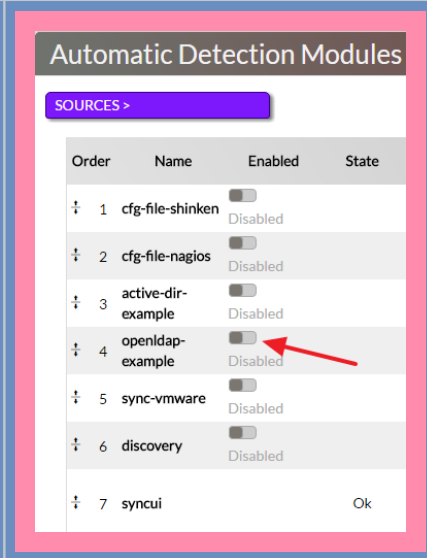 Automatic Detection Modules
SOURCES >
Order Name Enabled State
1 cfg-file-shinken Disabled
2 cfg-file-nagios Disabled
3 active-dir-example Disabled
4 openldap-example Disabled
5 sync-vmware Disabled
6 discovery Disabled
7 syncui Ok